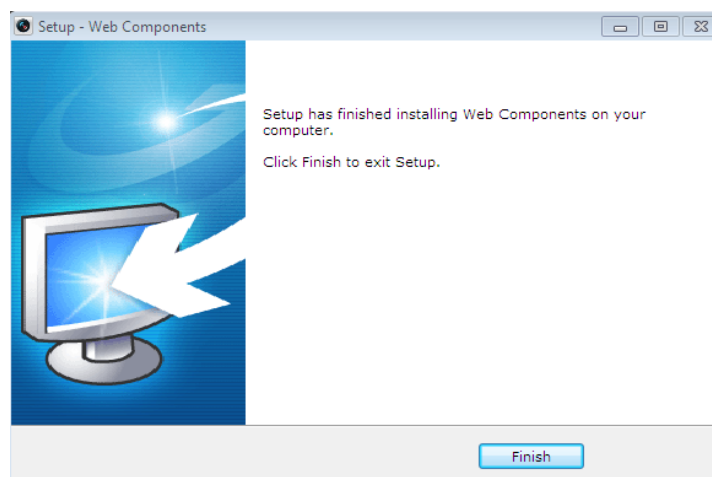 Setup - Web Components
Setup has finished installing Web Components on your
computer.
Click Finish to exit Setup.
Finish